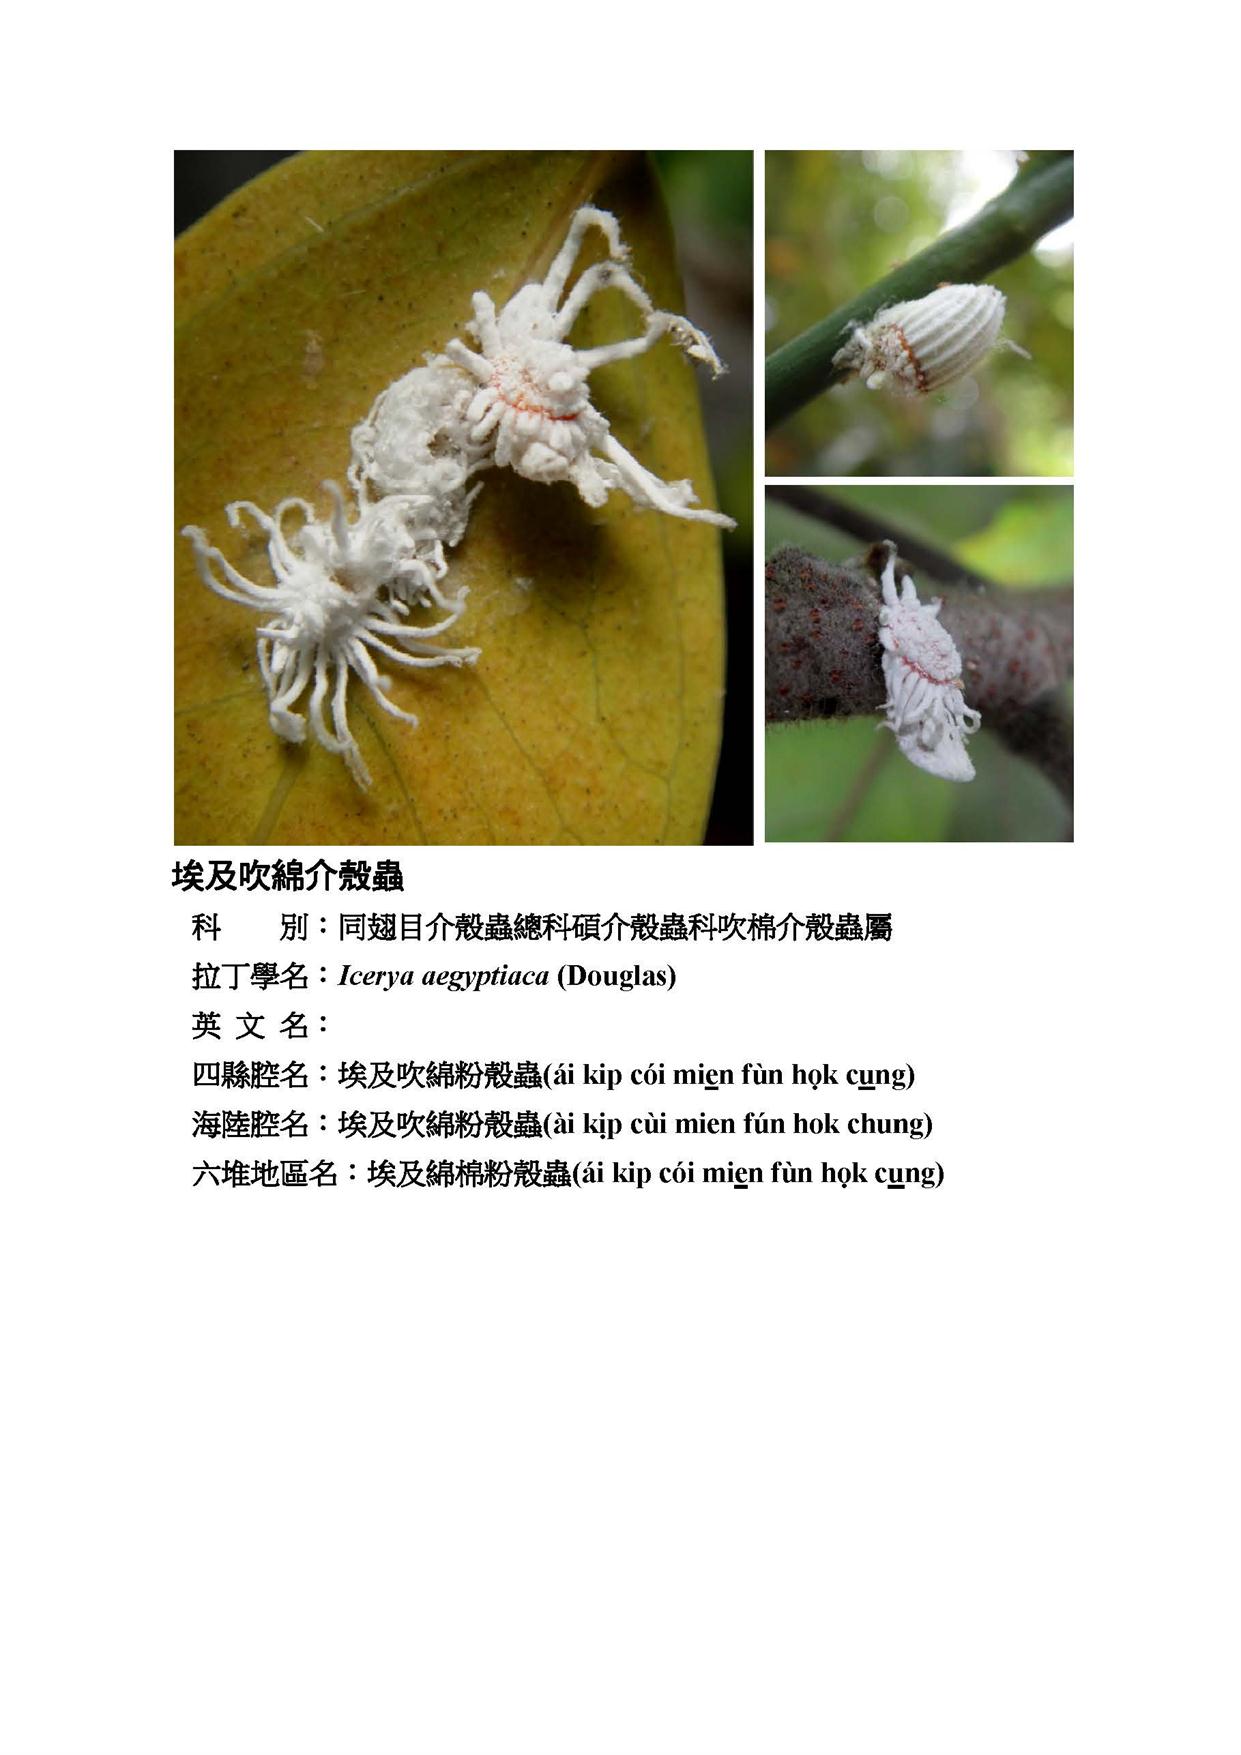 埃及吹綿介殼蟲
科　　別：同翅目介殼蟲總科碩介殼蟲科吹棉介殼蟲屬
拉丁學名：Icerya aegyptiaca (Douglas)
英 文 名：
四縣腔名：埃及吹綿粉殼蟲(ái kip cói mien fùn họk cung)
海陸腔名：埃及吹綿粉殼蟲(ài kịp cùi mien fún hok chung)
六堆地區名：埃及綿棉粉殼蟲(ái kip cói mien fùn họk cung)